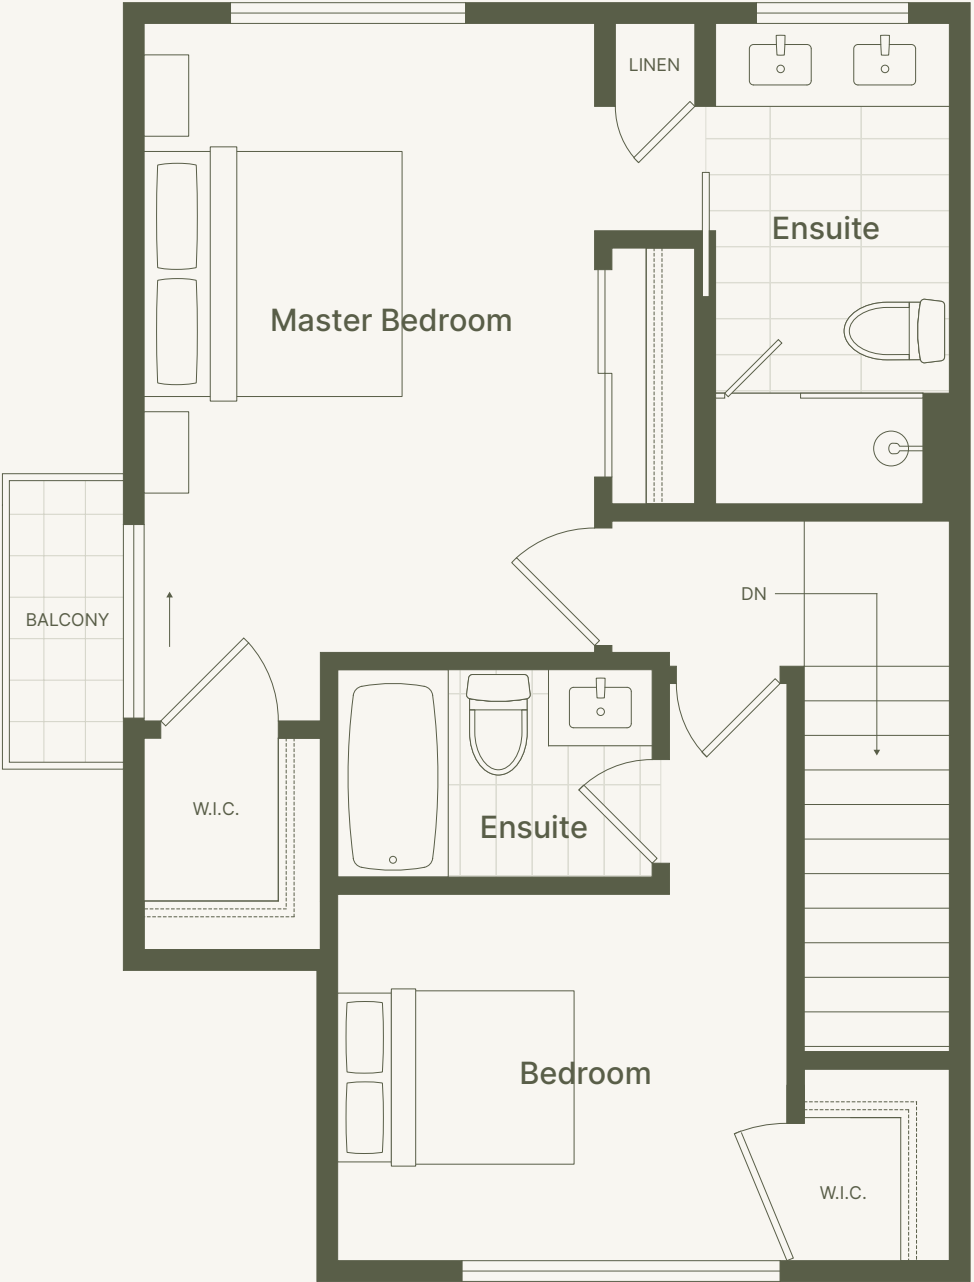 LINEN
Ensuite
Master Bedroom
DN
BALCONY
W.I.C.
Ensuite
Bedroom
W.I.C.